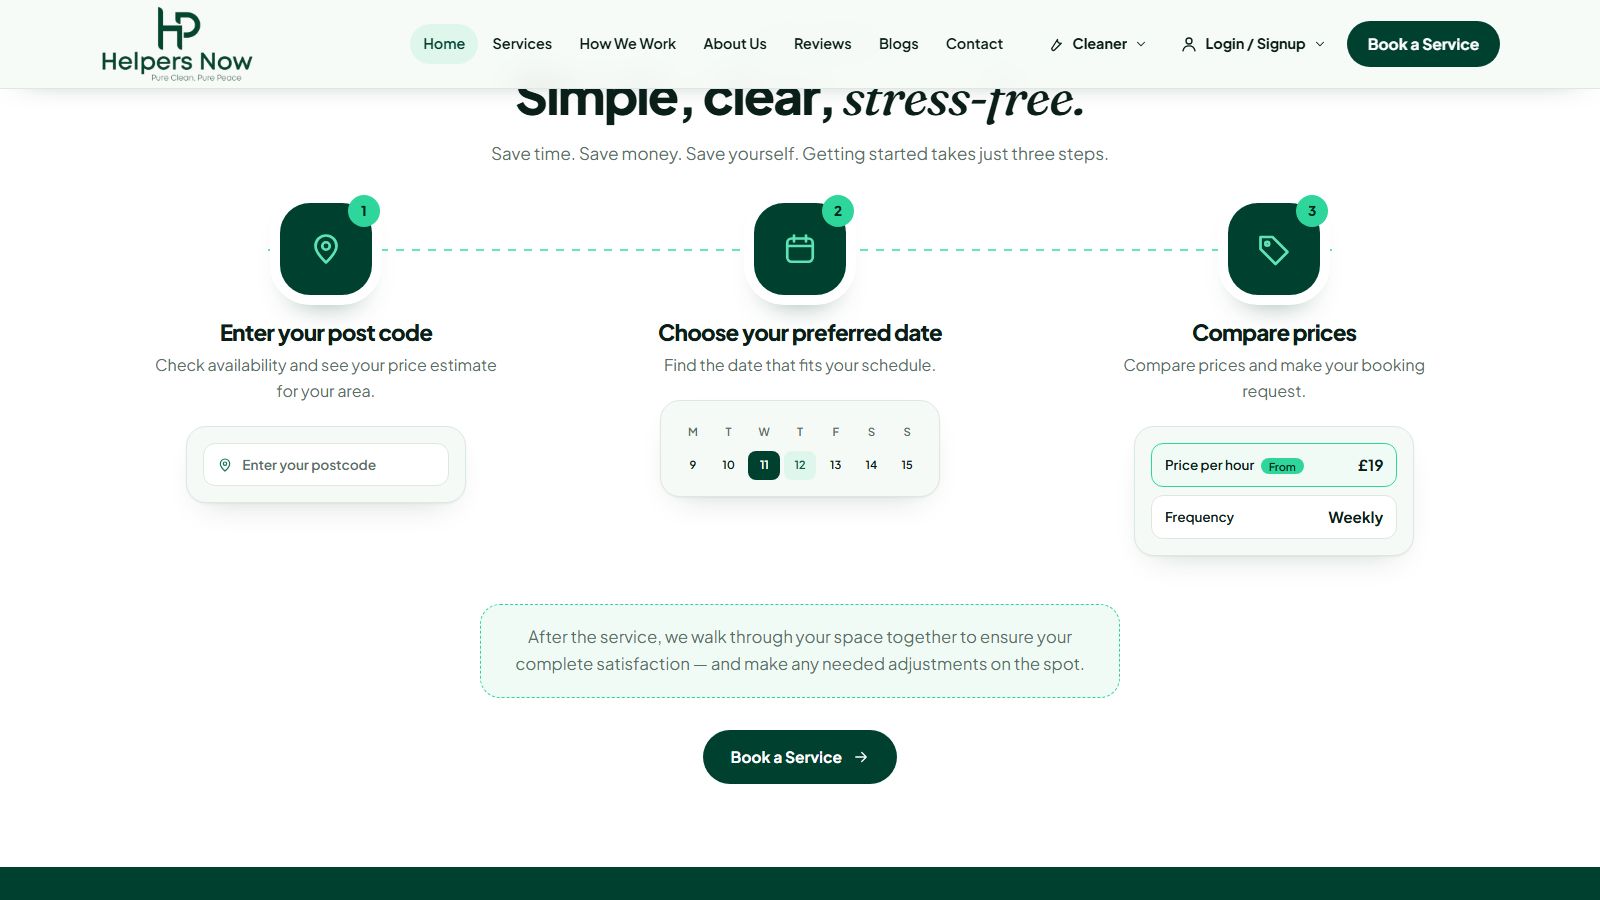 Helpers Now
Pure Clean, Pure Peace
Home
Services
How We Work
About Us
Reviews
Blogs
Contact
Cleaner
Login / Signup
Book a Service
Simple, clear, stress-free.
Save time. Save money. Save yourself. Getting started takes just three steps.
1
2
3
Enter your post code
Check availability and see your price estimate
for your area.
Enter your postcode
Choose your preferred date
Find the date that fits your schedule.
M T W T F S S
9 10 11 12 13 14 15
Compare prices
Compare prices and make your booking
request.
Price per hour From £19
Frequency Weekly
After the service, we walk through your space together to ensure your
complete satisfaction — and make any needed adjustments on the spot.
Book a Service →